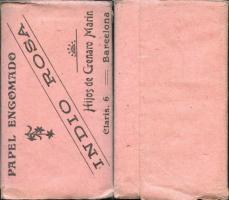 PAPEL ENGOMADO
INDIO ROSA
Hijos de Genaro Marin
Claris, 6 — Barcelona